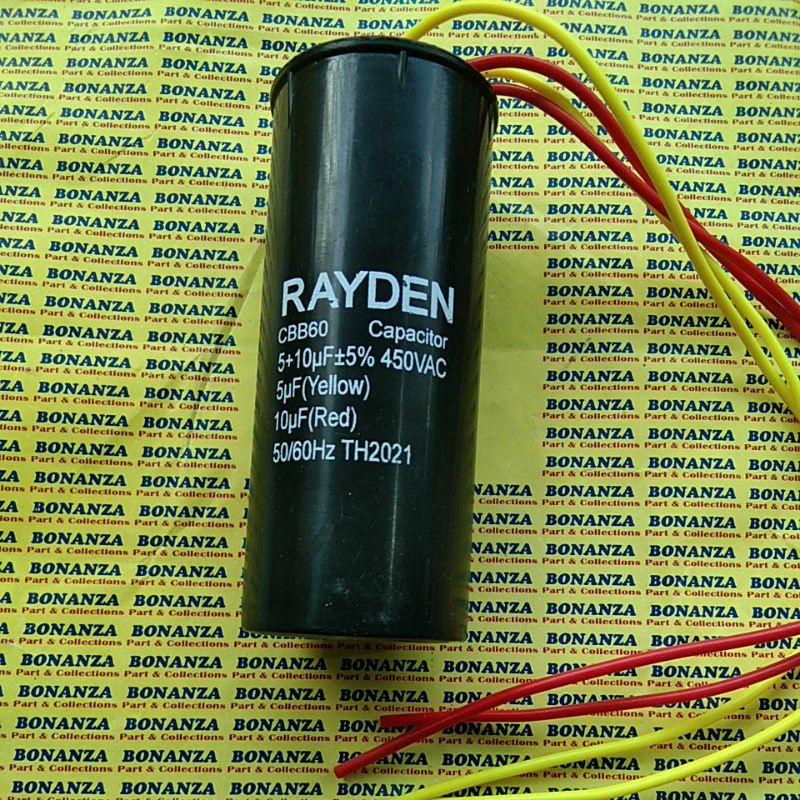 RAYDEN
CBB60 Capacitor
5+10µF±5% 450VAC
5µF(Yellow)
10µF(Red)
50/60Hz TH2021
BONANZA
Part & Collections